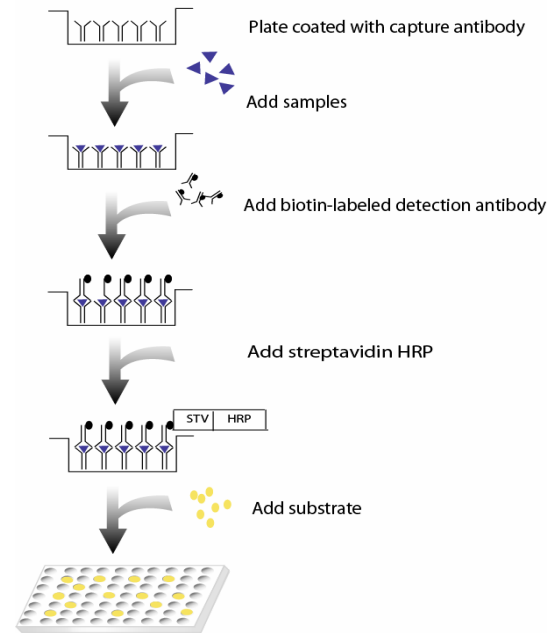 Plate coated with capture antibody
Add samples
Add biotin-labeled detection antibody
Add streptavidin HRP
STV HRP
Add substrate